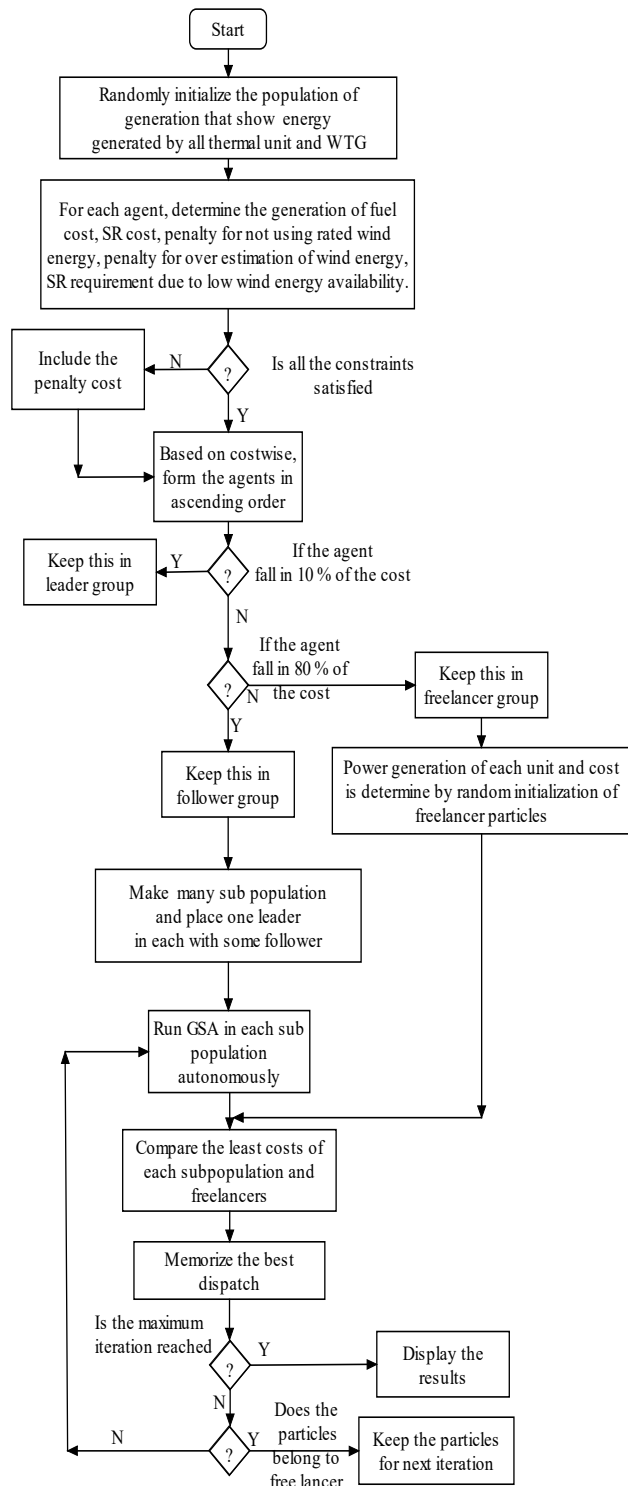 Start
Randomly initialize the population of
generation that show energy
generated by all thermal unit and WTG
For each agent, determine the generation of fuel
cost, SR cost, penalty for not using rated wind
energy, penalty for over estimation of wind energy,
SR requirement due to low wind energy availability.
Include the
penalty cost
N
?
Is all the constraints
satisfied
Y
Based on costwise,
form the agents in
ascending order
Keep this in
leader group
Y
?
If the agent
fall in 10 % of the cost
N
If the agent
fall in 80 % of
the cost
?
N
Keep this in
freelancer group
Y
Keep this in
follower group
Power generation of each unit and cost
is determine by random initialization of
freelancer particles
Make many sub population
and place one leader
in each with some follower
Run GSA in each sub
population
autonomously
Compare the least costs of
each subpopulation and
freelancers
Memorize the best
dispatch
Is the maximum
iteration reached
?
Y
Display the
results
N
N
?
Y
Does the
particles
belong to
free lancer
Keep the particles
for next iteration